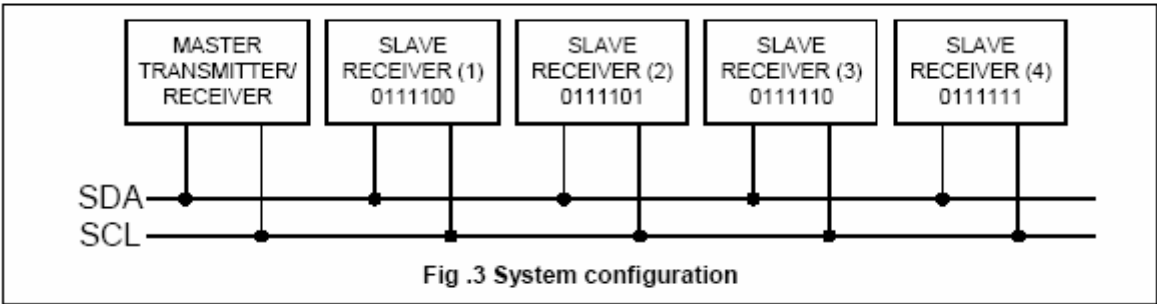 MASTER
TRANSMITTER/
RECEIVER
SLAVE
RECEIVER (1)
0111100
SLAVE
RECEIVER (2)
0111101
SLAVE
RECEIVER (3)
0111110
SLAVE
RECEIVER (4)
0111111
SDA
SCL
Fig .3 System configuration